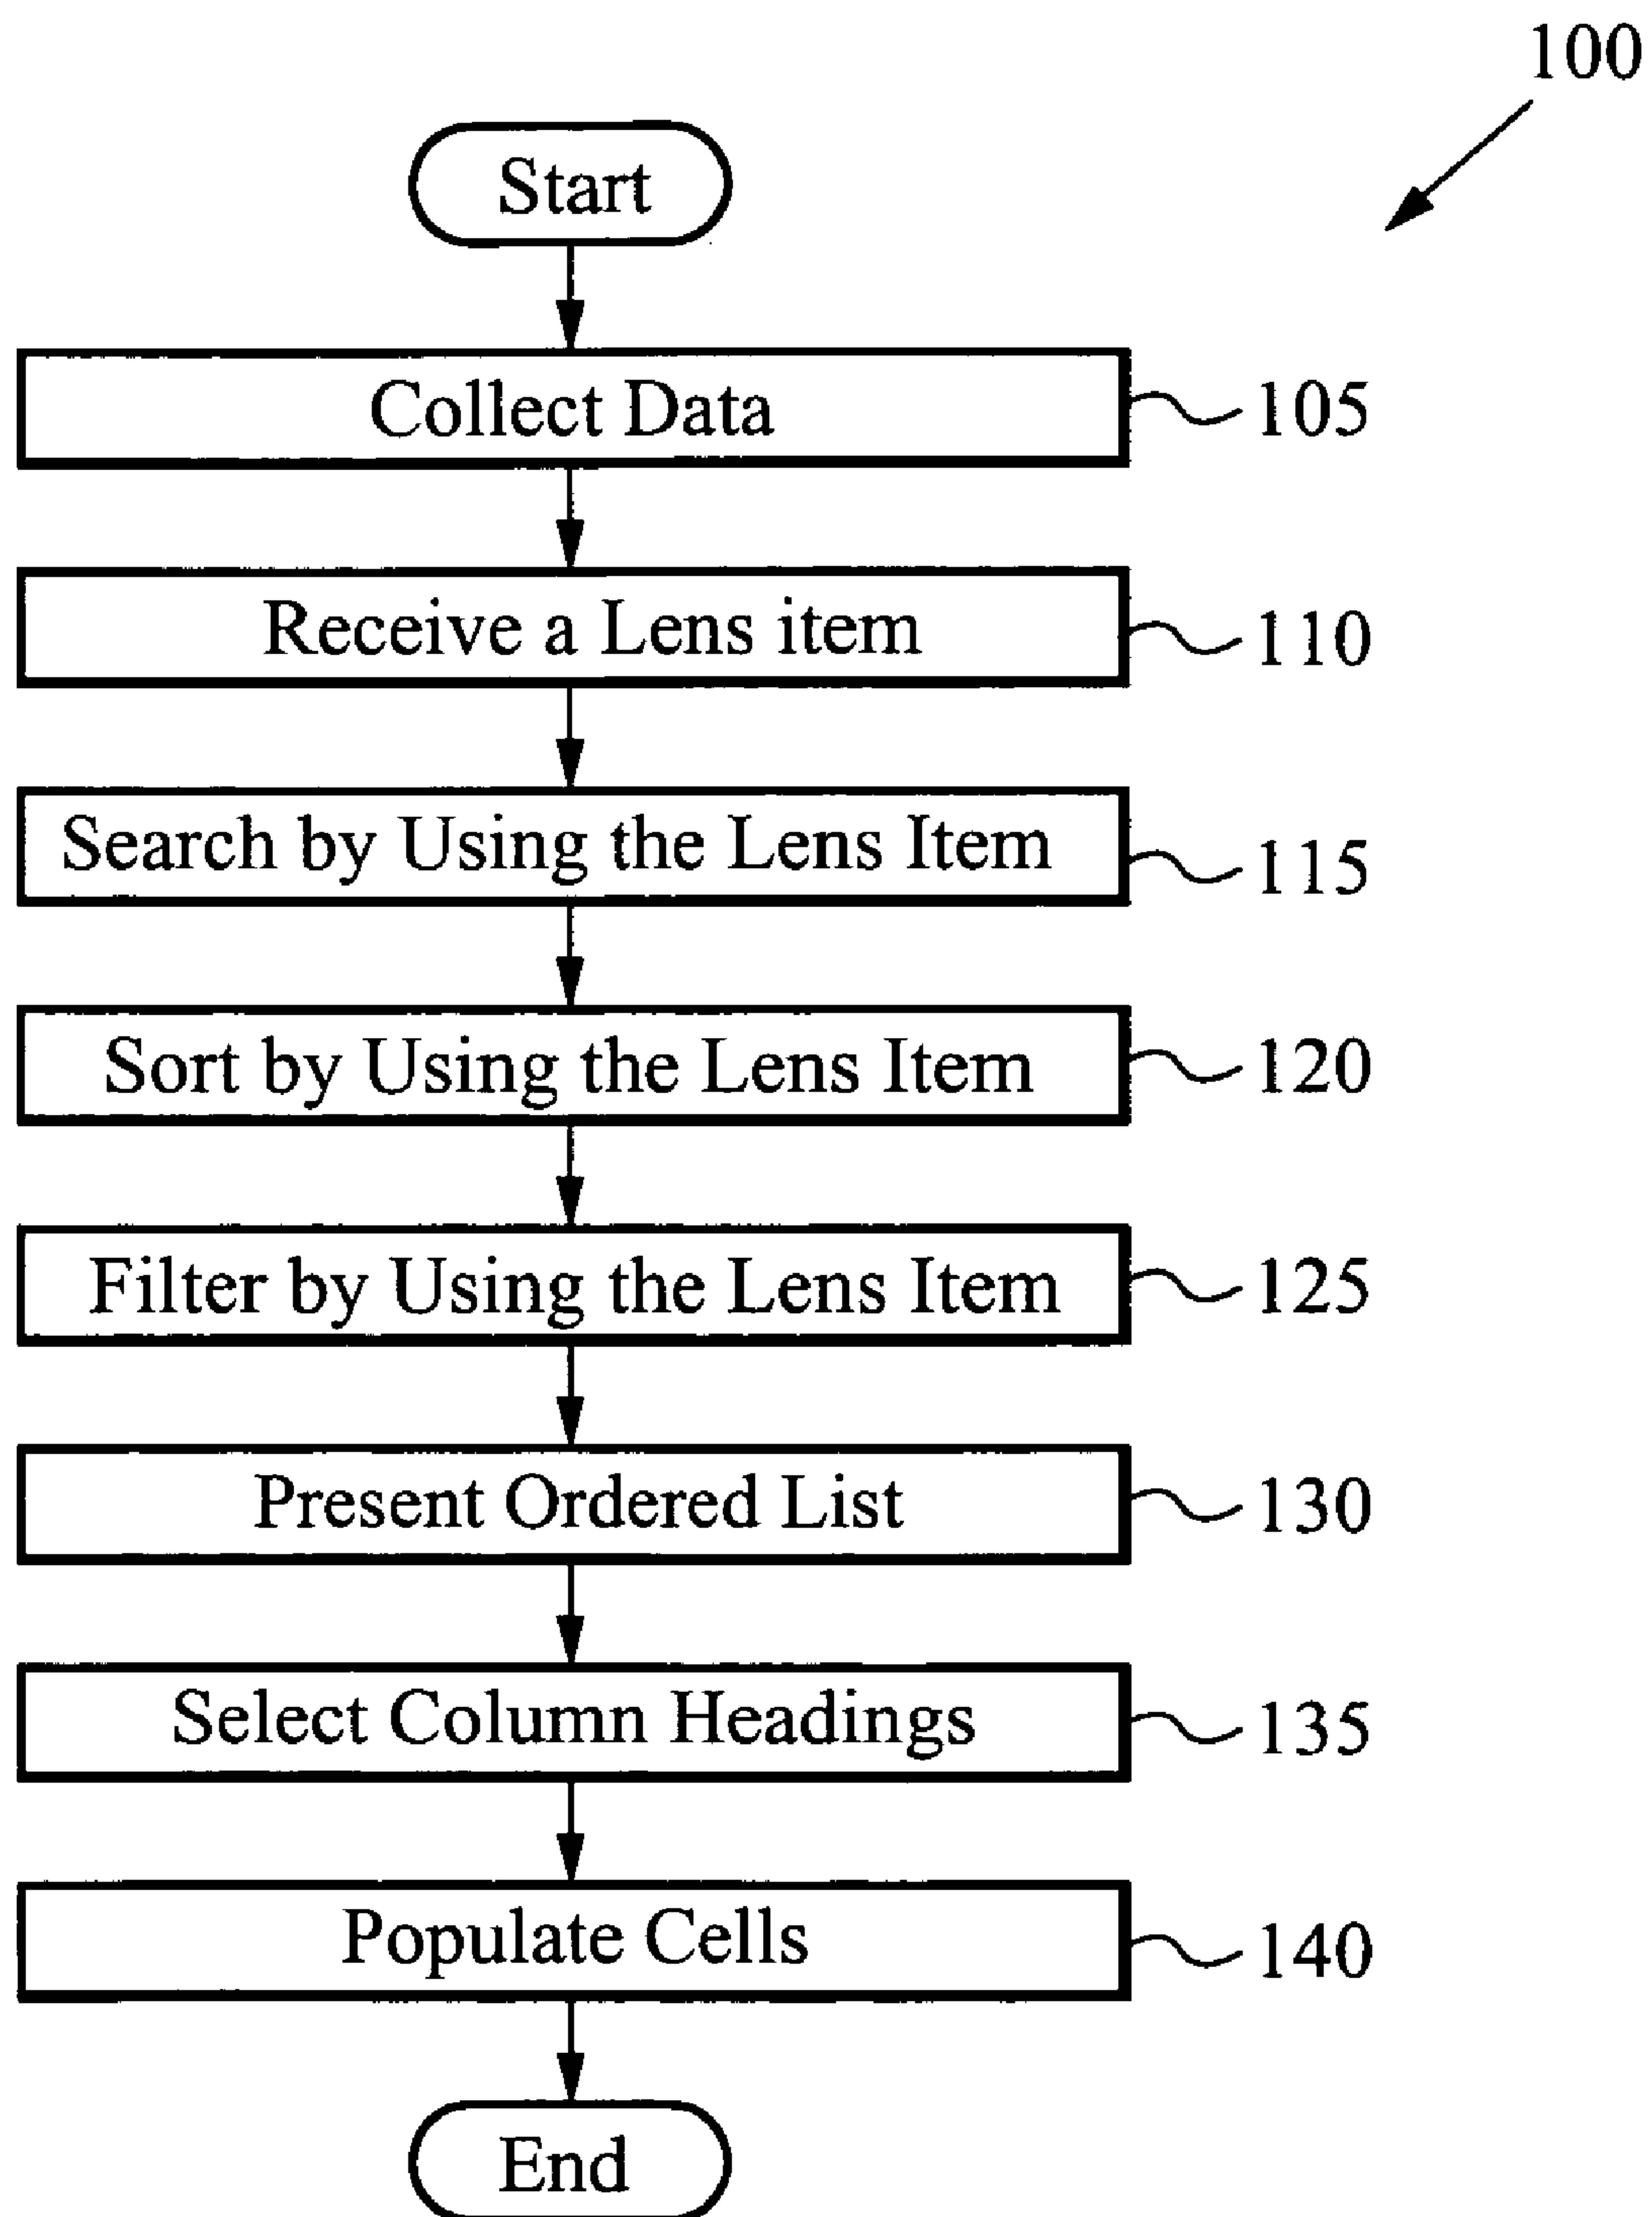 100
Start
Collect Data
105
Receive a Lens item
110
Search by Using the Lens Item
115
Sort by Using the Lens Item
120
Filter by Using the Lens Item
125
Present Ordered List
130
Select Column Headings
135
Populate Cells
140
End